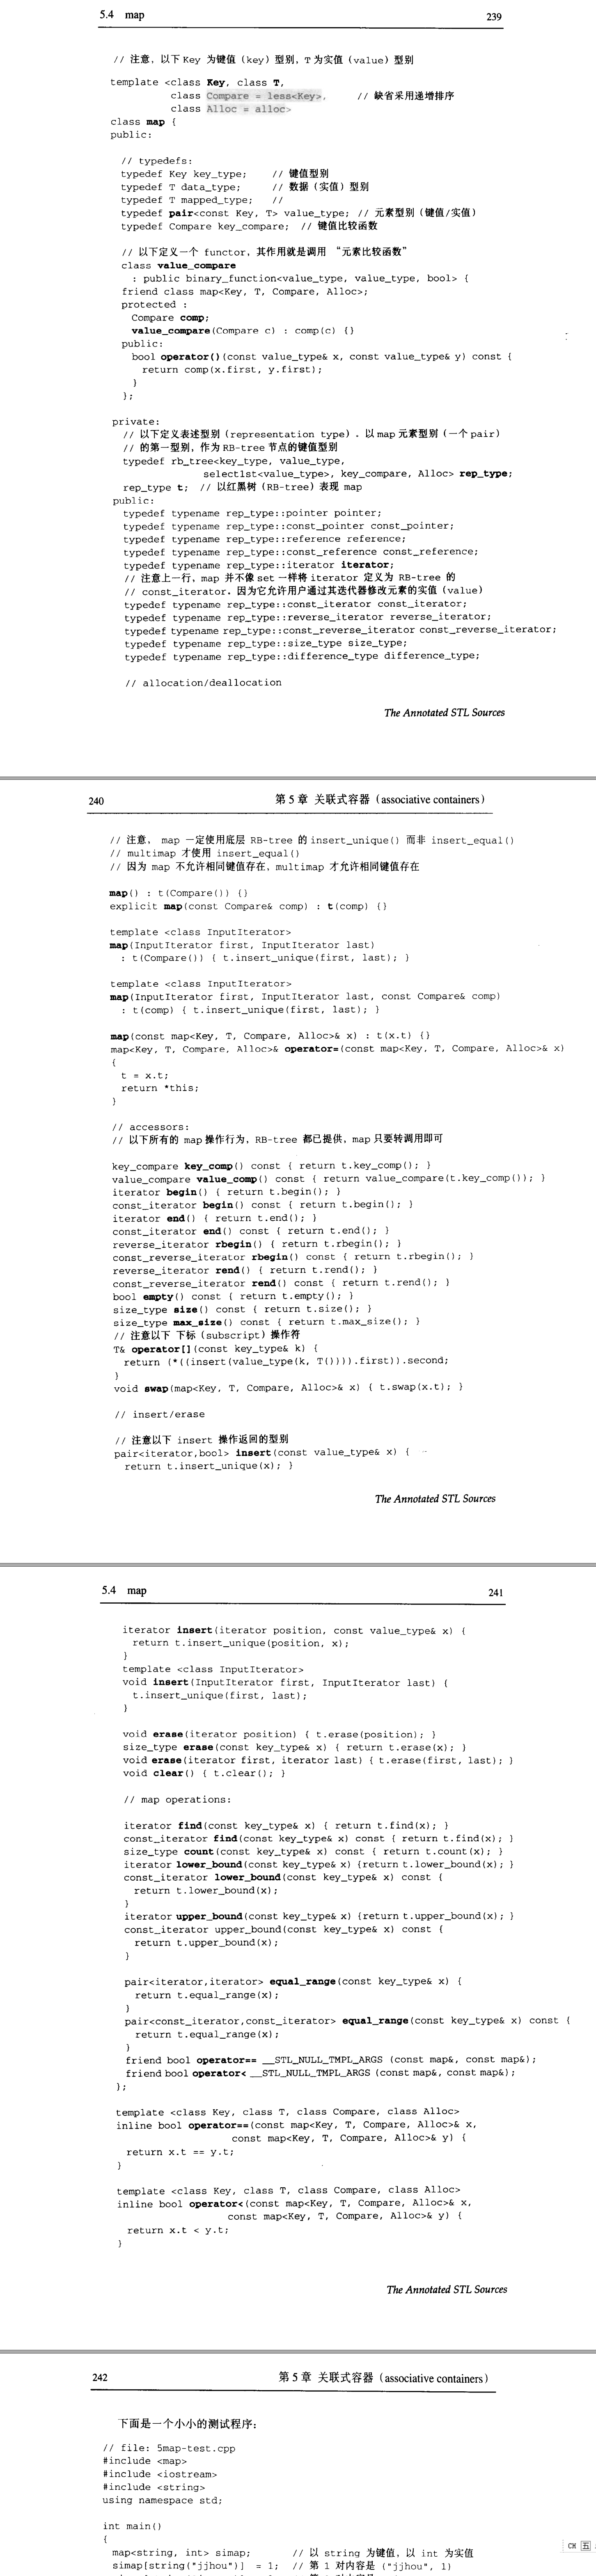 5.4 map 239
// 注意，以下 Key 为键值（key）型别，T 为实值（value）型别
template <class Key, class T,
class Compare = less<Key>, // 缺省采用递增排序
class Alloc = alloc>
class map {
public:
// typedefs:
typedef Key key_type; // 键值型别
typedef T data_type; // 数据（实值）型别
typedef T mapped_type; //
typedef pair<const Key, T> value_type; // 元素型别（键值/实值）
typedef Compare key_compare; // 键值比较函数
// 以下定义一个 functor，其作用就是调用 “元素比较函数”
class value_compare
: public binary_function<value_type, value_type, bool> {
friend class map<Key, T, Compare, Alloc>;
protected :
Compare comp;
value_compare(Compare c) : comp(c) {}
public:
bool operator()(const value_type& x, const value_type& y) const {
return comp(x.first, y.first);
}
};
private:
// 以下定义表述型别（representation type）. 以map元素型别（一个pair）
// 的第一型别，作为RB-tree节点的键值型别
typedef rb_tree<key_type, value_type,
select1st<value_type>, key_compare, Alloc> rep_type;
rep_type t; // 以红黑树（RB-tree）表现 map
public:
typedef typename rep_type::pointer pointer;
typedef typename rep_type::const_pointer const_pointer;
typedef typename rep_type::reference reference;
typedef typename rep_type::const_reference const_reference;
typedef typename rep_type::iterator iterator;
// 注意上一行，map 并不像 set 一样将 iterator 定义为 RB-tree 的
// const_iterator. 因为它允许用户通过其迭代器修改元素的实值（value）
typedef typename rep_type::const_iterator const_iterator;
typedef typename rep_type::reverse_iterator reverse_iterator;
typedef typename rep_type::const_reverse_iterator const_reverse_iterator;
typedef typename rep_type::size_type size_type;
typedef typename rep_type::difference_type difference_type;
// allocation/deallocation
The Annotated STL Sources
240 第 5 章 关联式容器（associative containers）
// 注意， map 一定使用底层 RB-tree 的 insert_unique() 而非 insert_equal()
// multimap 才使用 insert_equal()
// 因为 map 不允许相同键值存在，multimap 才允许相同键值存在
map() : t(Compare()) {}
explicit map(const Compare& comp) : t(comp) {}
template <class InputIterator>
map(InputIterator first, InputIterator last)
: t(Compare()) { t.insert_unique(first, last); }
template <class InputIterator>
map(InputIterator first, InputIterator last, const Compare& comp)
: t(comp) { t.insert_unique(first, last); }
map(const map<Key, T, Compare, Alloc>& x) : t(x.t) {}
map<Key, T, Compare, Alloc>& operator=(const map<Key, T, Compare, Alloc>& x)
{
t = x.t;
return *this;
}
// accessors:
// 以下所有的 map操作行为，RB-tree 都已提供，map只要转调用即可
key_compare key_comp() const { return t.key_comp(); }
value_compare value_comp() const { return value_compare(t.key_comp()); }
iterator begin() { return t.begin(); }
const_iterator begin() const { return t.begin(); }
iterator end() { return t.end(); }
const_iterator end() const { return t.end(); }
reverse_iterator rbegin() { return t.rbegin(); }
const_reverse_iterator rbegin() const { return t.rbegin(); }
reverse_iterator rend() { return t.rend(); }
const_reverse_iterator rend() const { return t.rend(); }
bool empty() const { return t.empty(); }
size_type size() const { return t.size(); }
size_type max_size() const { return t.max_size(); }
// 注意以下 下标（subscript）操作符
T& operator[](const key_type& k) {
return (*((insert(value_type(k, T()))).first)).second;
}
void swap(map<Key, T, Compare, Alloc>& x) { t.swap(x.t); }
// insert/erase
// 注意以下 insert 操作返回的型别
pair<iterator,bool> insert(const value_type& x) {
return t.insert_unique(x); }
The Annotated STL Sources
5.4 map 241
iterator insert(iterator position, const value_type& x) {
return t.insert_unique(position, x);
}
template <class InputIterator>
void insert(InputIterator first, InputIterator last) {
t.insert_unique(first, last);
}
void erase(iterator position) { t.erase(position); }
size_type erase(const key_type& x) { return t.erase(x); }
void erase(iterator first, iterator last) { t.erase(first, last); }
void clear() { t.clear(); }
// map operations:
iterator find(const key_type& x) { return t.find(x); }
const_iterator find(const key_type& x) const { return t.find(x); }
size_type count(const key_type& x) const { return t.count(x); }
iterator lower_bound(const key_type& x) {return t.lower_bound(x); }
const_iterator lower_bound(const key_type& x) const {
return t.lower_bound(x);
}
iterator upper_bound(const key_type& x) {return t.upper_bound(x); }
const_iterator upper_bound(const key_type& x) const {
return t.upper_bound(x);
}
pair<iterator,iterator> equal_range(const key_type& x) {
return t.equal_range(x);
}
pair<const_iterator,const_iterator> equal_range(const key_type& x) const {
return t.equal_range(x);
}
friend bool operator== __STL_NULL_TMPL_ARGS (const map&, const map&);
friend bool operator< __STL_NULL_TMPL_ARGS (const map&, const map&);
};
template <class Key, class T, class Compare, class Alloc>
inline bool operator==(const map<Key, T, Compare, Alloc>& x,
const map<Key, T, Compare, Alloc>& y) {
return x.t == y.t;
}
template <class Key, class T, class Compare, class Alloc>
inline bool operator<(const map<Key, T, Compare, Alloc>& x,
const map<Key, T, Compare, Alloc>& y) {
return x.t < y.t;
}
The Annotated STL Sources
242 第 5 章 关联式容器（associative containers）
下面是一个小小的测试程序：
// file: 5map-test.cpp
#include <map>
#include <iostream>
#include <string>
using namespace std;
int main()
{
map<string, int> simap; // 以 string 为键值，以 int 为实值
simap[string("jjhou")] = 1; // 第 1 对内容是 ("jjhou", 1)
CH 五